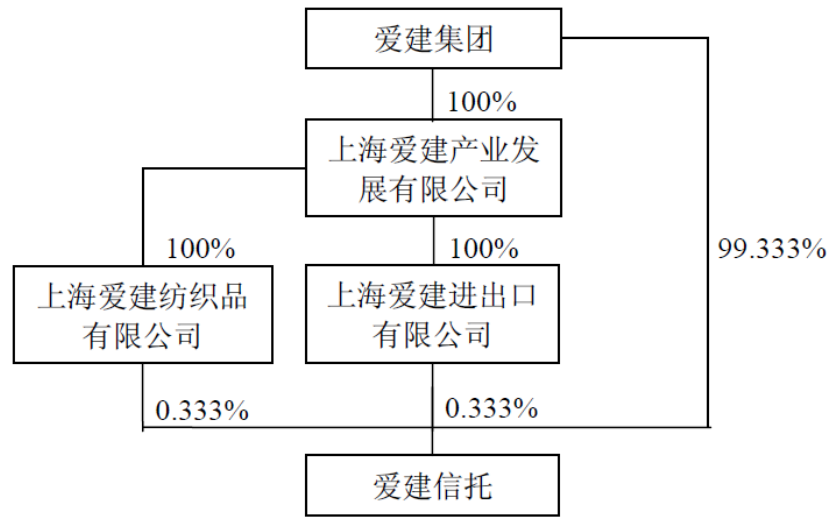 爱建集团
100%
上海爱建产业发
展有限公司
100%
100%
99.333%
上海爱建纺织品
有限公司
上海爱建进出口
有限公司
0.333%
0.333%
爱建信托